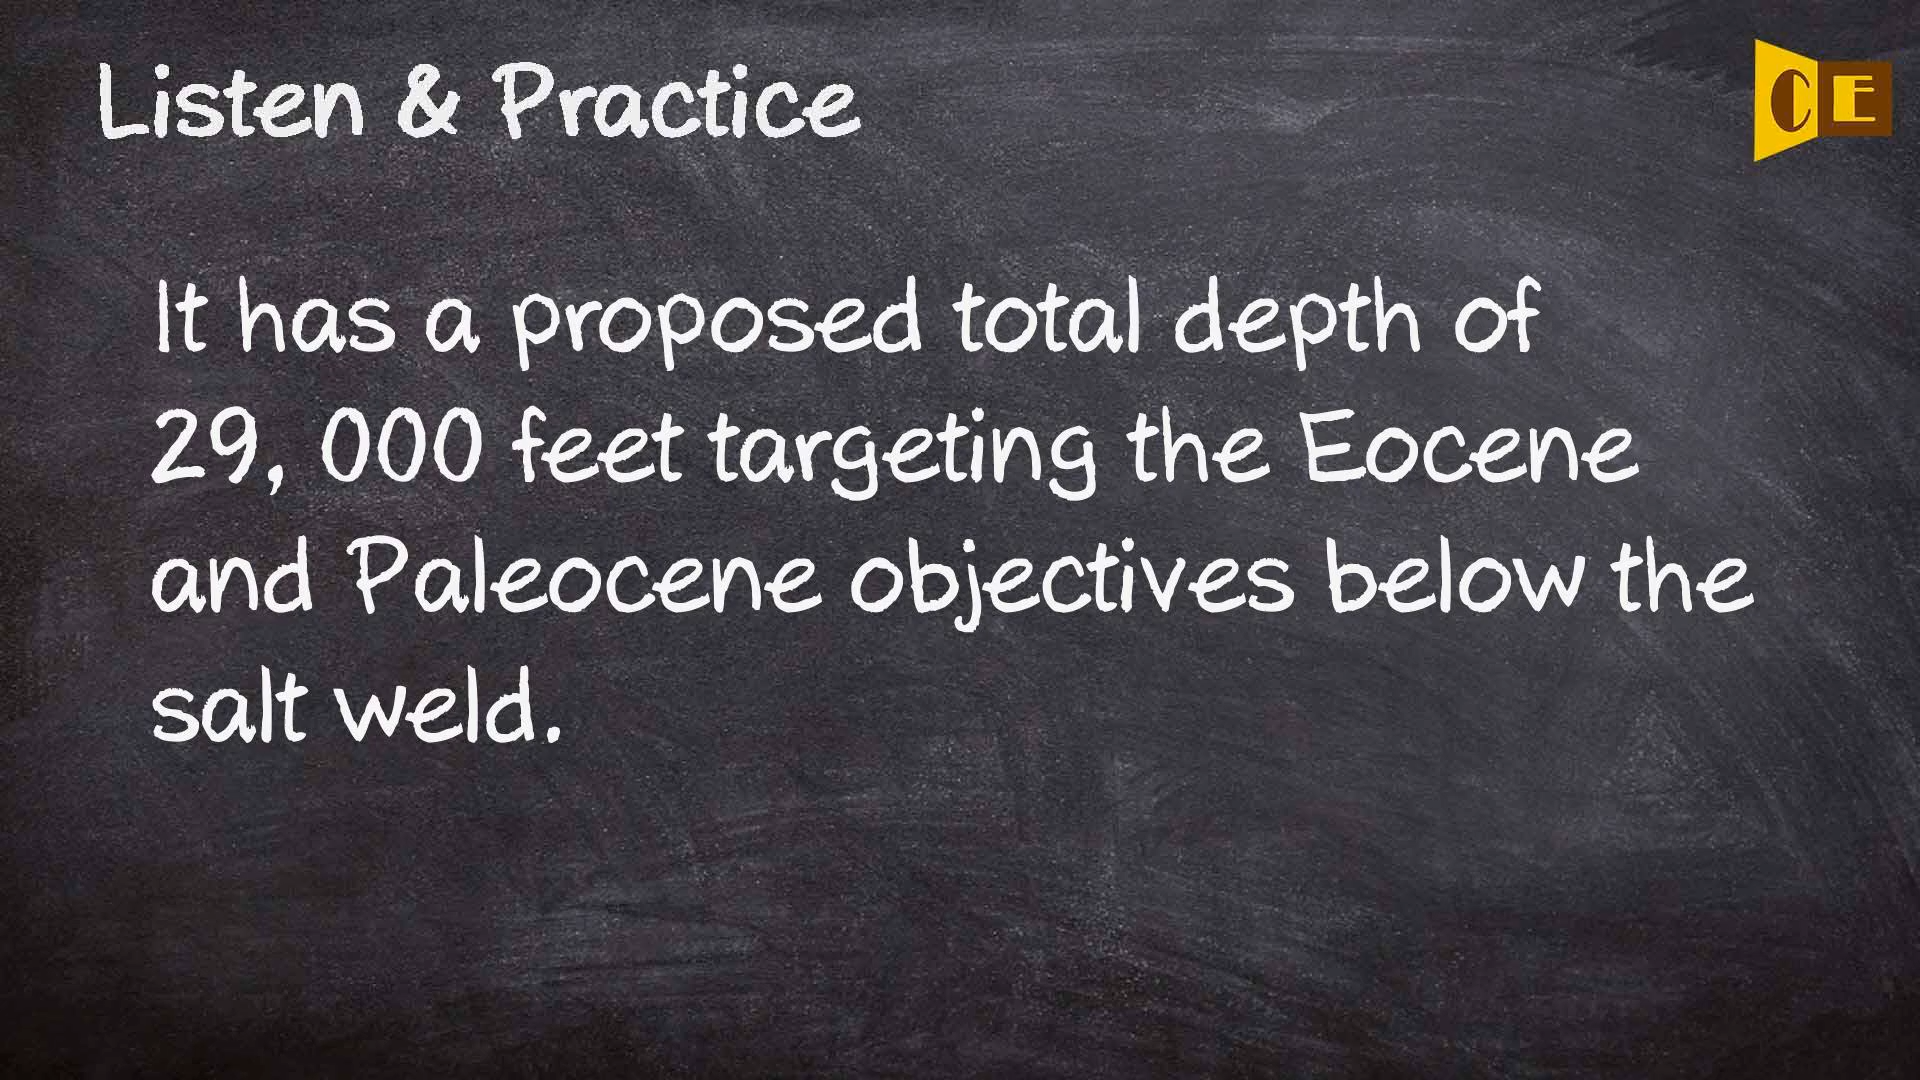 Listen & Practice
CE
It has a proposed total depth of
29, 000 feet targeting the Eocene
and Paleocene objectives below the
salt weld.